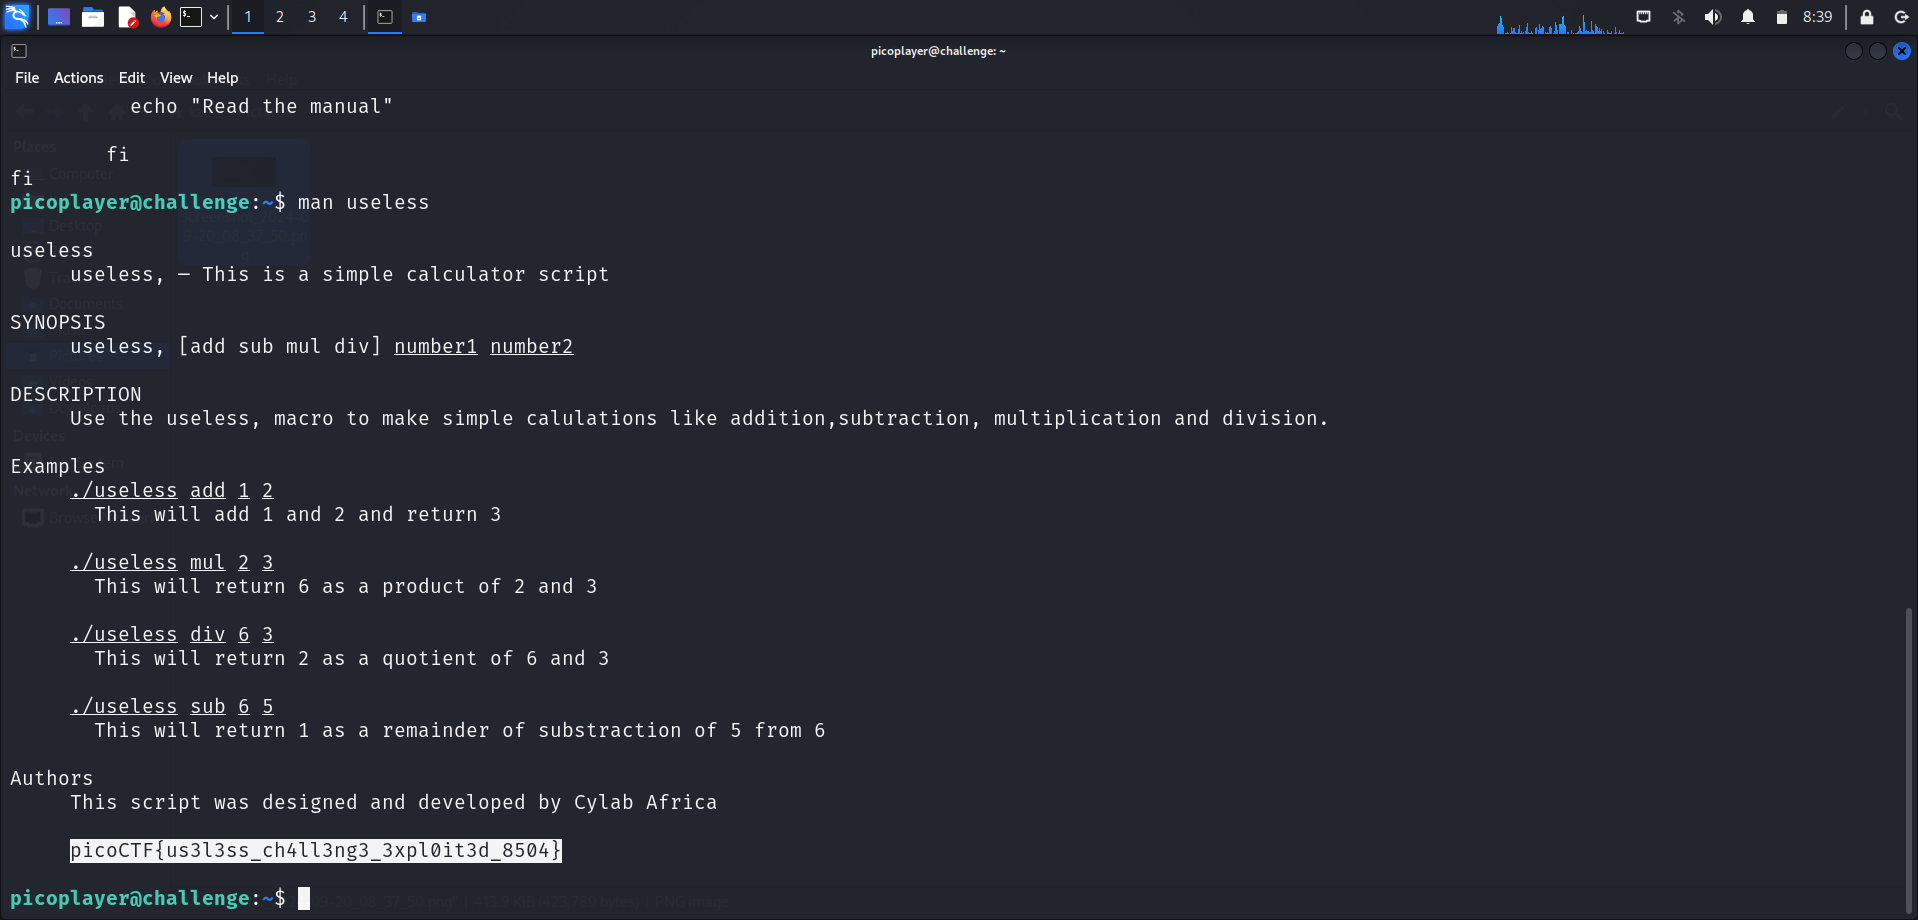 1 2 3 4
8:39
picoplayer@challenge: ~
File Actions Edit View Help
echo "Read the manual"
fi
fi
picoplayer@challenge:~$ man useless
useless
useless, — This is a simple calculator script
SYNOPSIS
useless, [add sub mul div] number1 number2
DESCRIPTION
Use the useless, macro to make simple calulations like addition,subtraction, multiplication and division.
Examples
./useless add 1 2
This will add 1 and 2 and return 3
./useless mul 2 3
This will return 6 as a product of 2 and 3
./useless div 6 3
This will return 2 as a quotient of 6 and 3
./useless sub 6 5
This will return 1 as a remainder of substraction of 5 from 6
Authors
This script was designed and developed by Cylab Africa
picoCTF{us3l3ss_ch4ll3ng3_3xpl0it3d_8504}
picoplayer@challenge:~$
Places
Computer
Desktop
Documents
Devices
Network